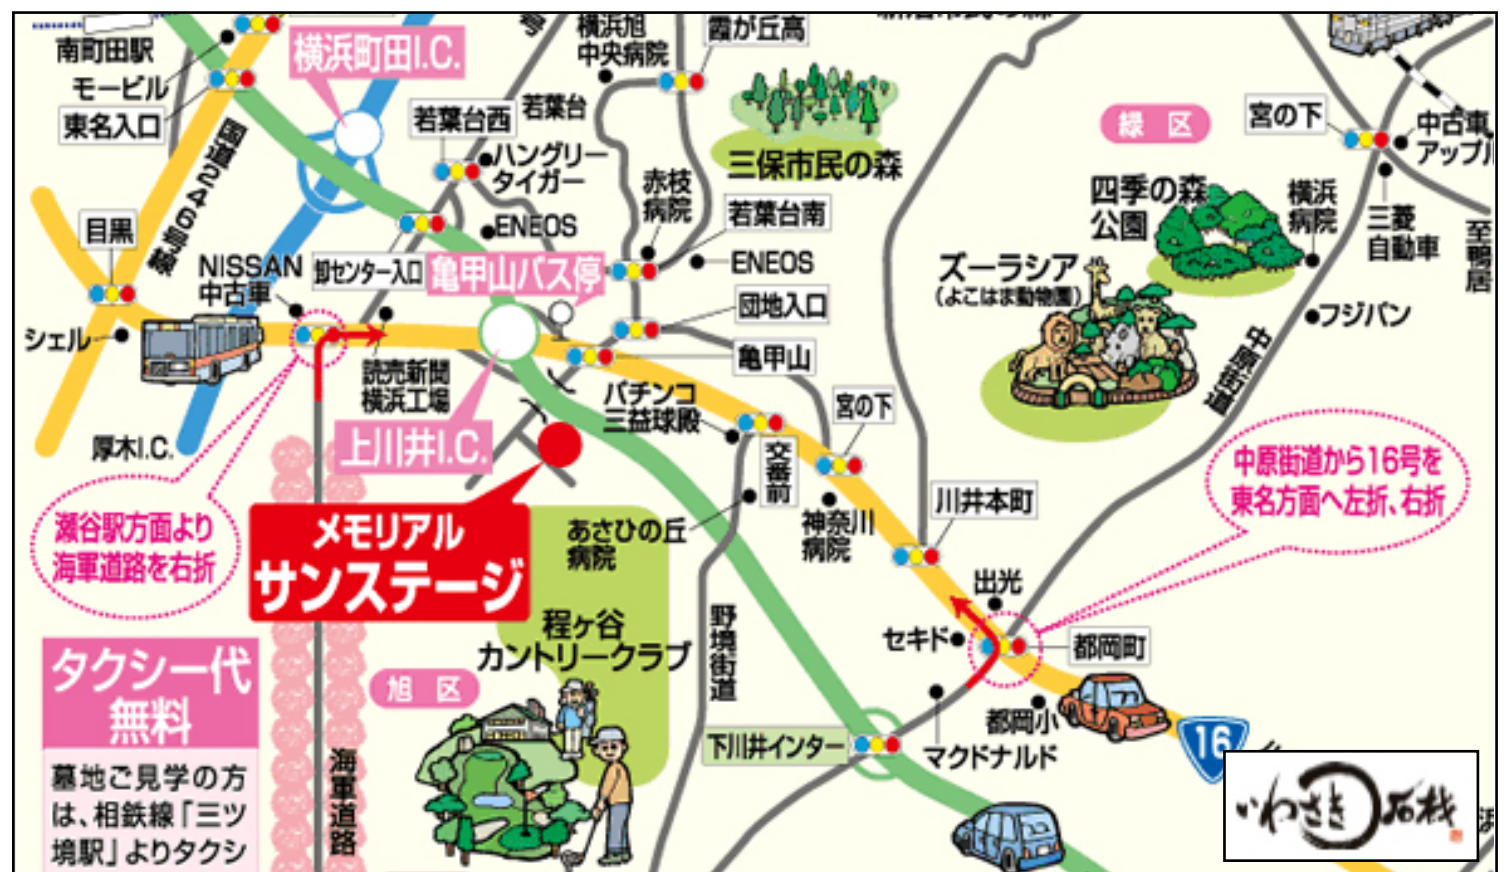 南町田駅
モービル
東名入口
横浜町田I.C.
若葉台西
若葉台
横浜旭
中央病院
霞が丘高
三保市民の森
緑 区
宮の下
中古車
アップル
国道246号線
ハングリー
タイガー
赤枝
病院
若葉台南
四季の森
公園
横浜
病院
三菱
自動車
至鴨居
目黒
ENEOS
NISSAN
中古車
卸センター入口
亀甲山バス停
ENEOS
ズーラシア
(よこはま動物園)
団地入口
フジパン
シェル
読売新聞
横浜工場
亀甲山
パチンコ
三益球殿
宮の下
中原街道
厚木I.C.
上川井I.C.
交番前
中原街道から16号を
東名方面へ左折、右折
瀬谷駅方面より
海軍道路を右折
メモリアル
サンステージ
あさひの丘
病院
神奈川
病院
川井本町
出光
程ヶ谷
カントリークラブ
野境街道
セキド
都岡町
タクシー代
無料
旭 区
都岡小
マクドナルド
下川井インター
16
海軍道路
墓地ご見学の方
は、相鉄線「三ツ
境駅」よりタクシ
いわさき石材